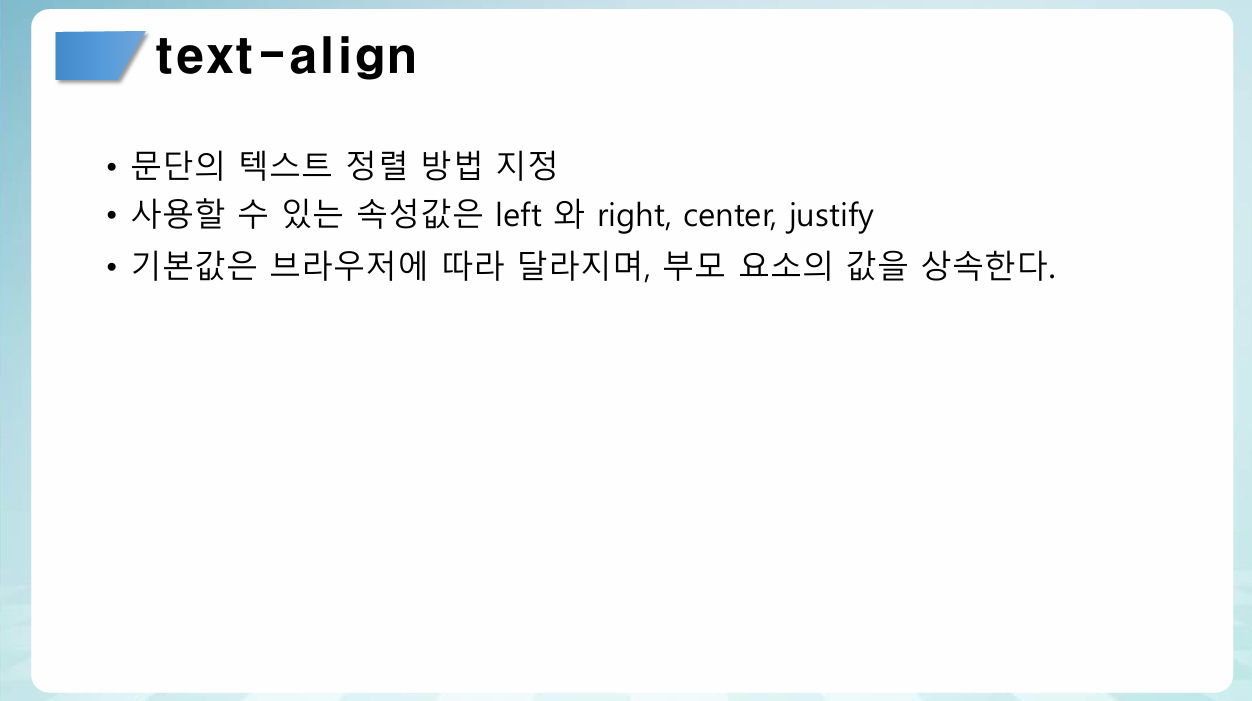 text-align
• 문단의 텍스트 정렬 방법 지정
• 사용할 수 있는 속성값은 left 와 right, center, justify
• 기본값은 브라우저에 따라 달라지며, 부모 요소의 값을 상속한다.